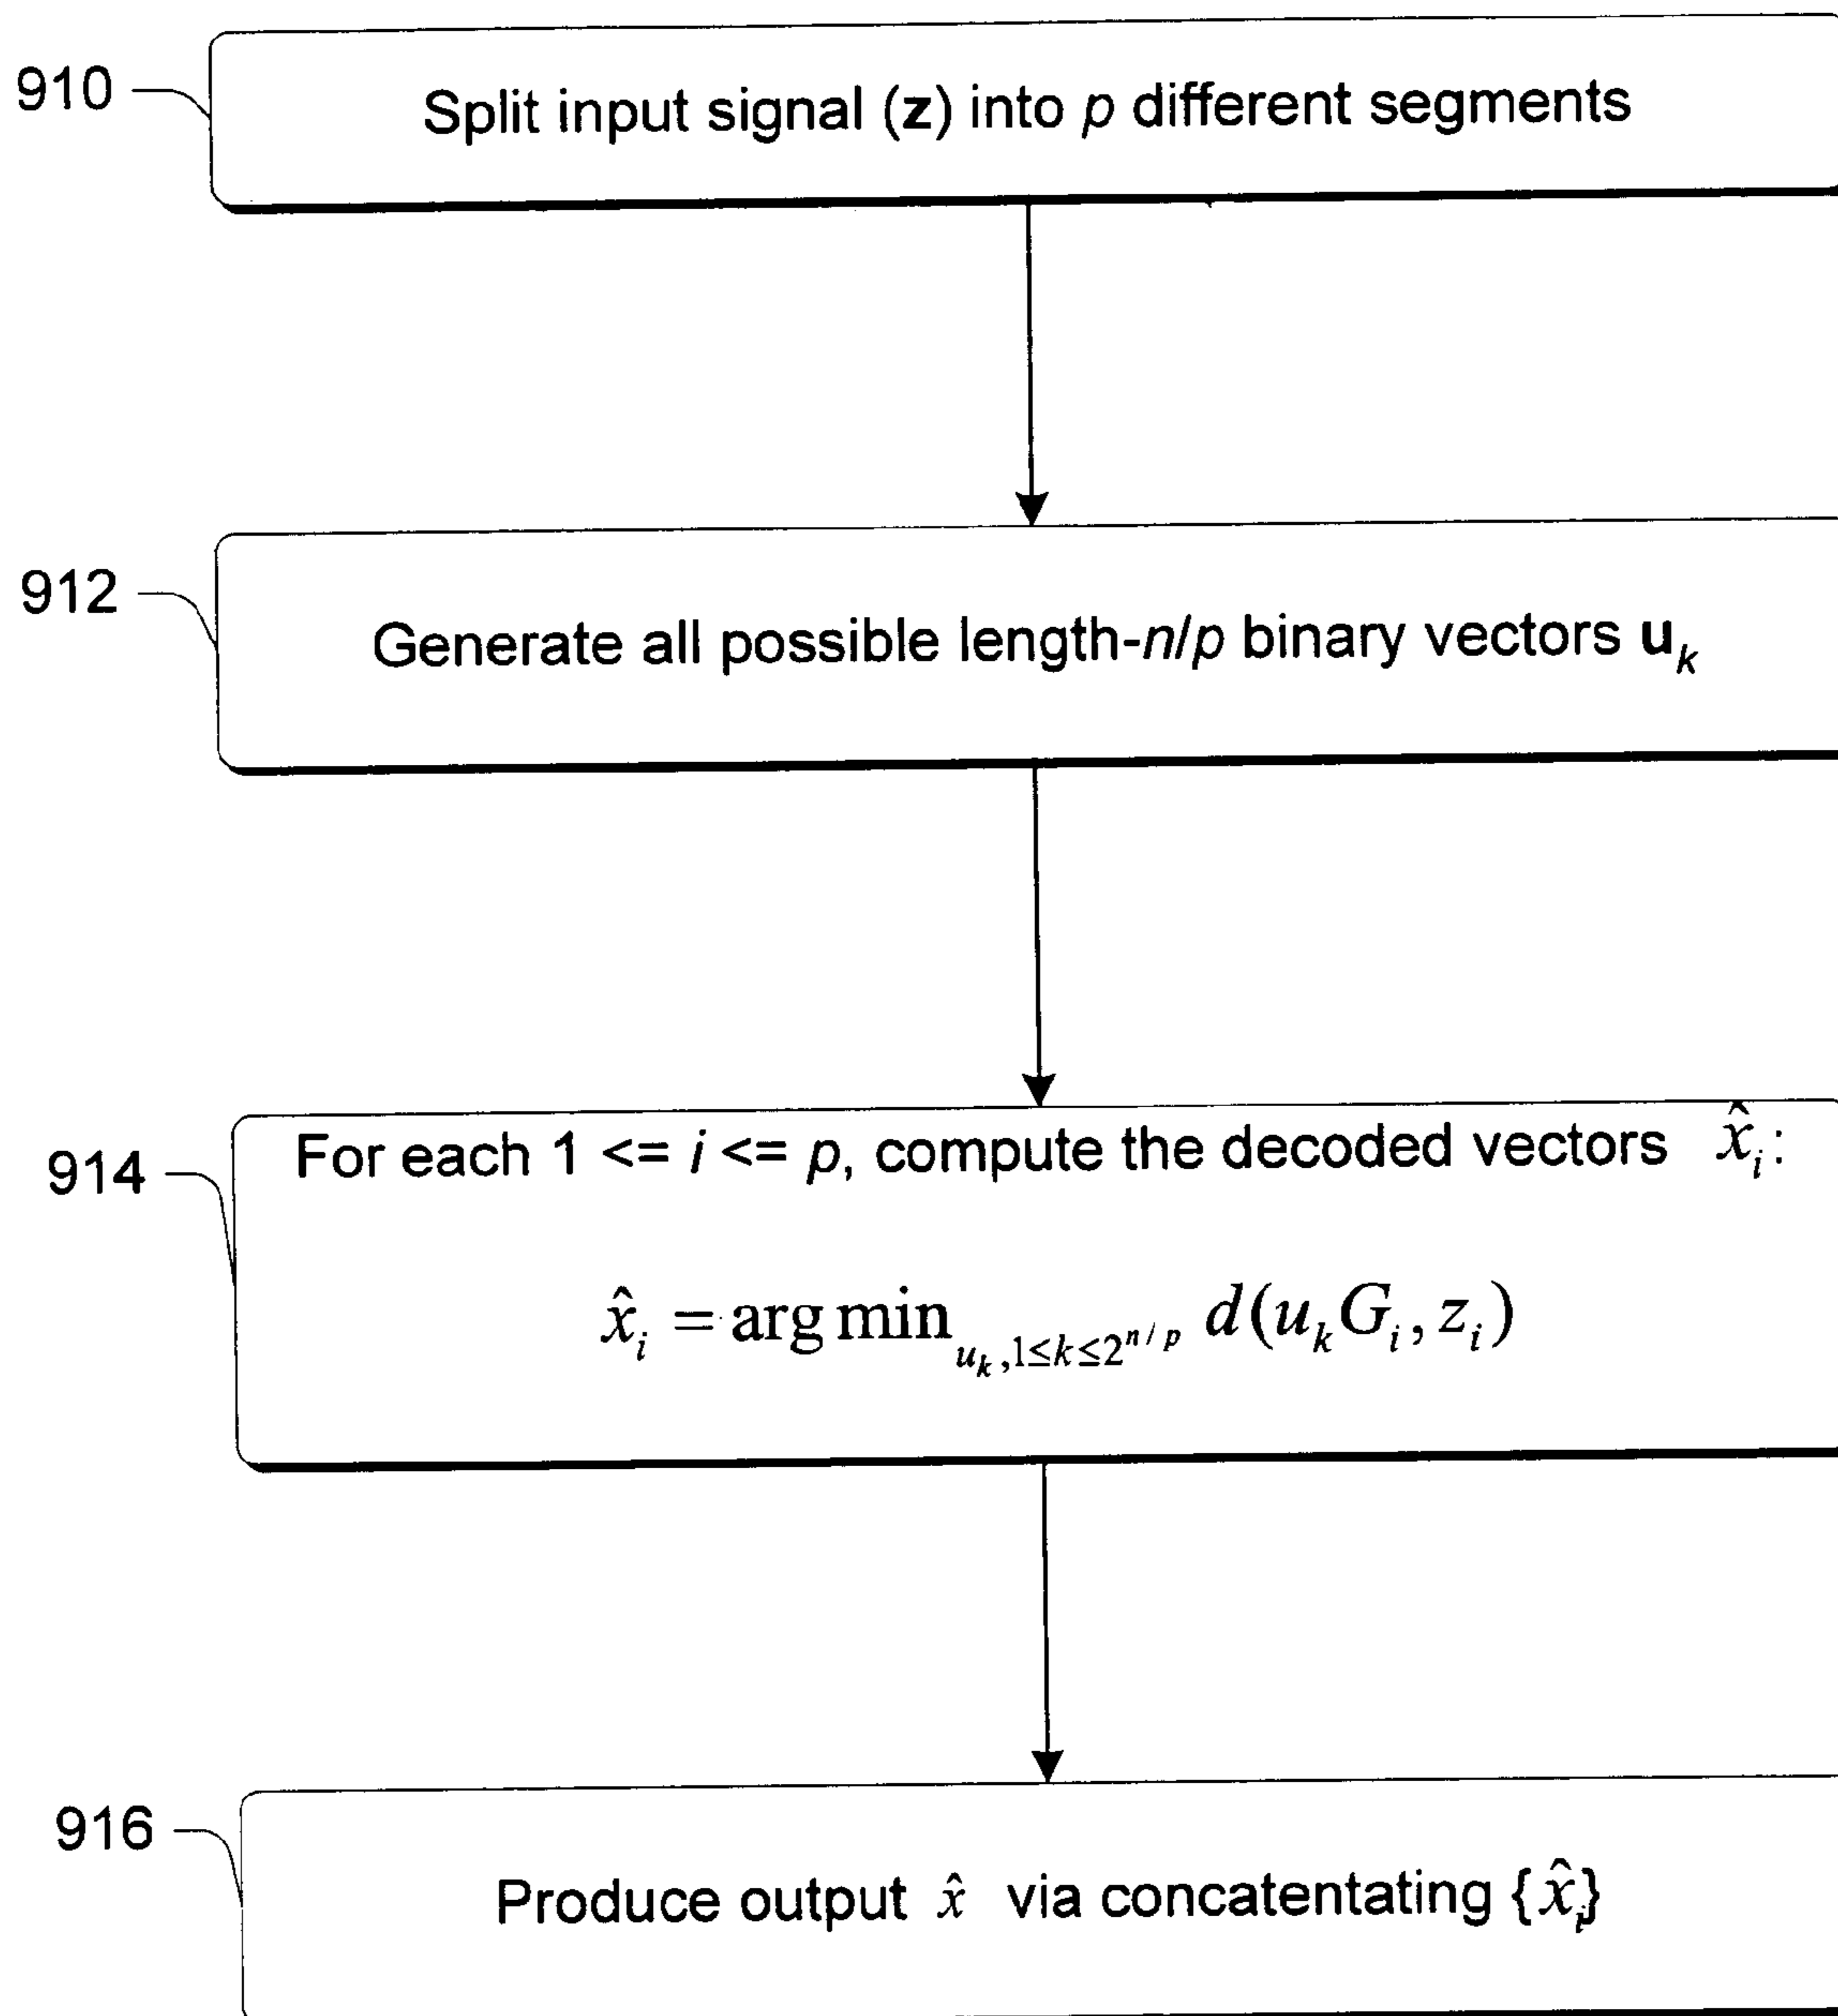 910
Split input signal (z) into p different segments
912
Generate all possible length-n/p binary vectors u_k
914
For each 1 <= i <= p, compute the decoded vectors x̂_i:
x̂_i = arg min_{u_k, 1≤k≤2^{n/p}} d(u_k G_i, z_i)
916
Produce output x̂ via concatentating {x̂_i}